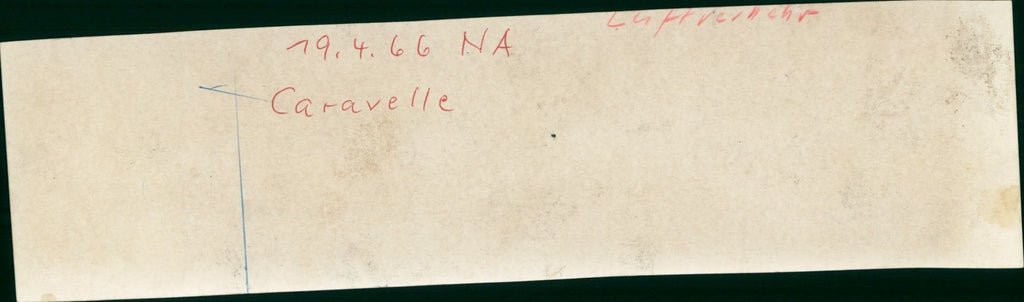 Luftverkehr
19.4.66 NA
Caravelle